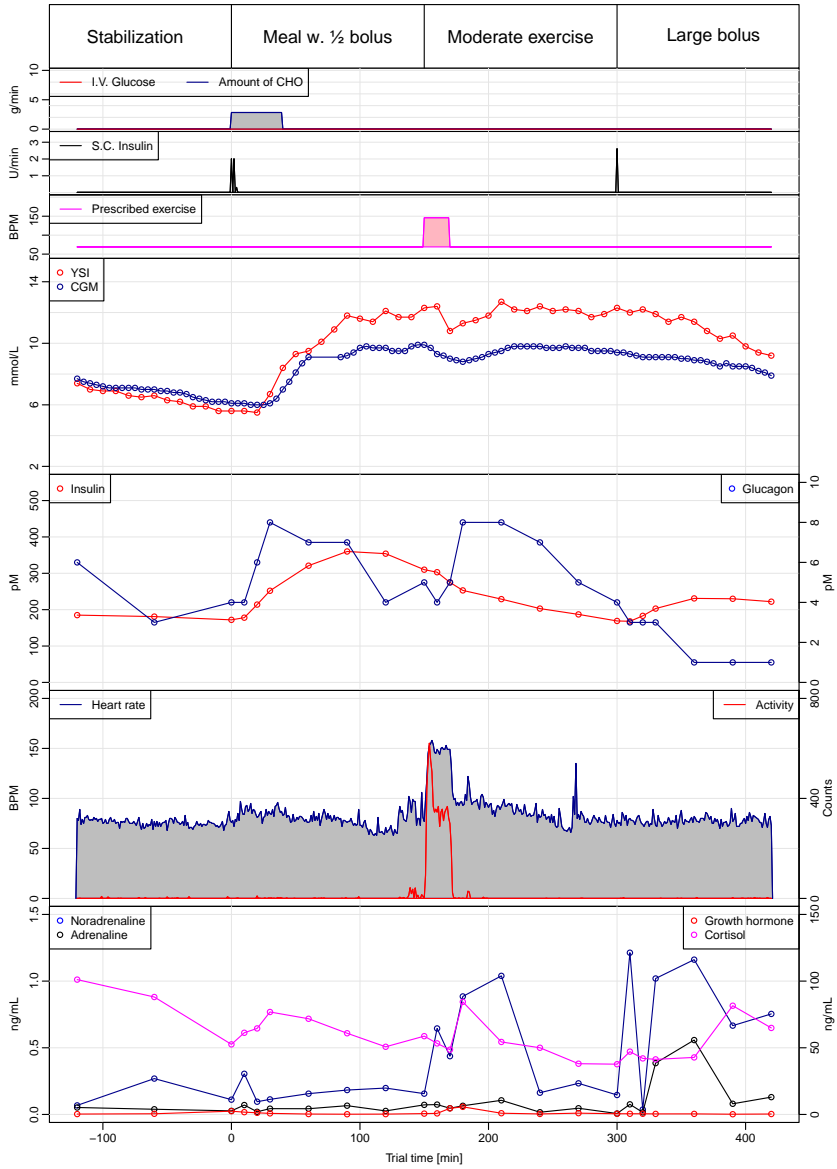 Stabilization Meal w. ½ bolus Moderate exercise Large bolus
I.V. Glucose Amount of CHO
g/min
0 5 10
S.C. Insulin
U/min
1 2 3
Prescribed exercise
BPM
50 150
YSI
CGM
mmol/L
2 6 10 14
Insulin
Glucagon
pM
0 100 200 300 400 500
pM
0 2 4 6 8 10
Heart rate
Activity
BPM
0 50 100 150 200
Counts
0 400 800
Noradrenaline
Adrenaline
Growth hormone
Cortisol
ng/mL
0.0 0.5 1.0 1.5
ng/mL
0 50 100 150
−100 0 100 200 300 400
Trial time [min]